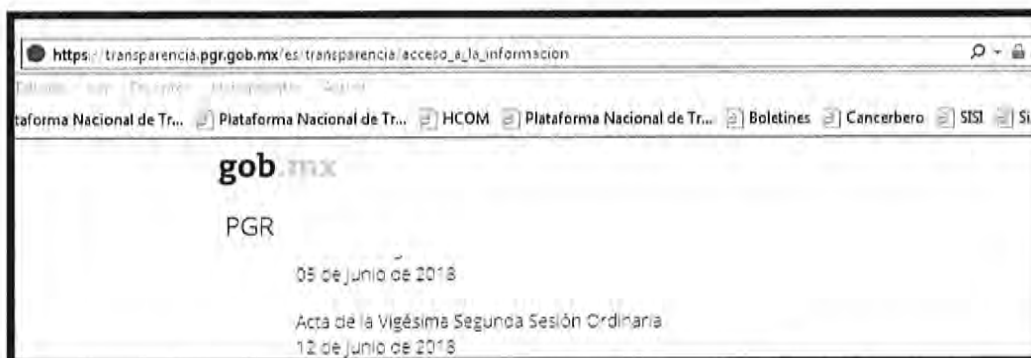 https://transparencia.pgr.gob.mx/es/transparencia/acceso_a_la_informacion
taforma Nacional de Tr... Plataforma Nacional de Tr... HCOM Plataforma Nacional de Tr... Boletines Cancerbero SISI Si
gob.mx
PGR
05 de junio de 2018
Acta de la Vigésima Segunda Sesión Ordinaria
12 de junio de 2018